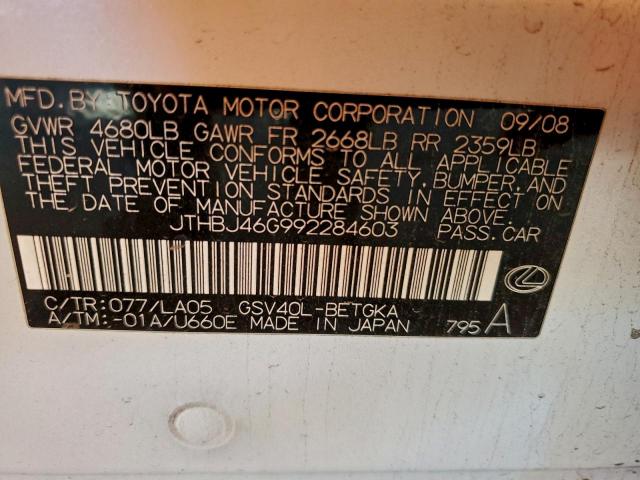 MFD. BY: TOYOTA MOTOR CORPORATION 09/08
GVWR 4680LB GAWR FR 2668LB RR 2359LB
THIS VEHICLE CONFORMS TO ALL APPLICABLE
FEDERAL MOTOR VEHICLE SAFETY, BUMPER, AND
THEFT PREVENTION STANDARDS IN EFFECT ON
THE DATE OF MANUFACTURE SHOWN ABOVE.
JTHBJ46G992284603 PASS. CAR
C/TR: 077/LA05 GSV40L-BETGKA
A/TM: -01A/U660E MADE IN JAPAN 795 A